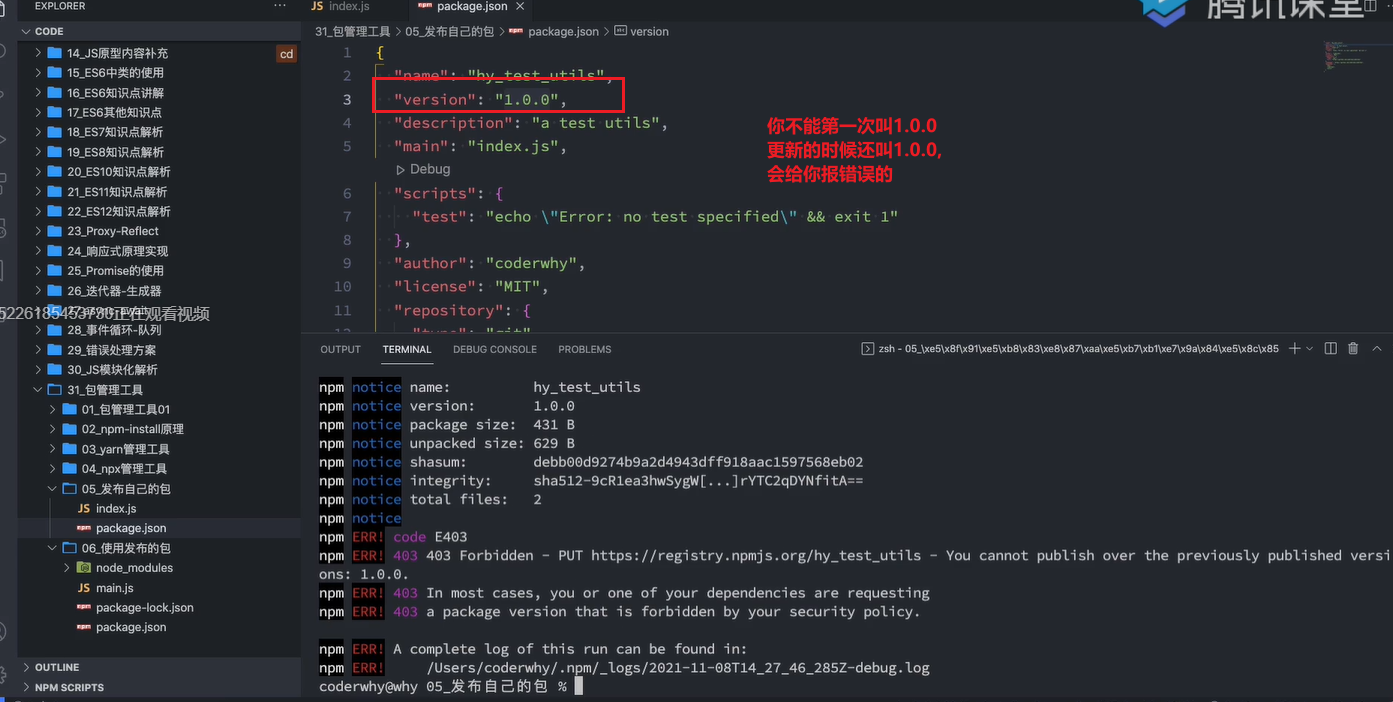 EXPLORER
CODE
14_JS原型内容补充
cd
15_ES6中类的使用
16_ES6知识点讲解
17_ES6其他知识点
18_ES7知识点解析
19_ES8知识点解析
20_ES10知识点解析
21_ES11知识点解析
22_ES12知识点解析
23_Proxy-Reflect
24_响应式原理实现
25_Promise的使用
26_迭代器-生成器
27_async-await
正在观看视频
28_事件循环-队列
29_错误处理方案
30_JS模块化解析
31_包管理工具
01_包管理工具01
02_npm-install原理
03_yarn管理工具
04_npx管理工具
05_发布自己的包
JS index.js
package.json
06_使用发布的包
node_modules
JS main.js
package-lock.json
package.json
OUTLINE
NPM SCRIPTS
JS index.js
package.json
腾讯课堂
31_包管理工具 > 05_发布自己的包 > package.json > version
1 {
2 "name": "hy_test_utils",
3 "version": "1.0.0",
4 "description": "a test utils",
5 "main": "index.js",
Debug
6 "scripts": {
7 "test": "echo \"Error: no test specified\" && exit 1"
8 },
9 "author": "coderwhy",
10 "license": "MIT",
11 "repository": {
12 "type": "git"
你不能第一次叫1.0.0
更新的时候还叫1.0.0,
会给你报错误的
OUTPUT TERMINAL DEBUG CONSOLE PROBLEMS
zsh - 05_\xe5\x8f\x91\xe5\xb8\x83\xe8\x87\xaa\xe5\xb7\xb1\xe7\x9a\x84\xe5\x8c\x85
npm notice name: hy_test_utils
npm notice version: 1.0.0
npm notice package size: 431 B
npm notice unpacked size: 629 B
npm notice shasum: debb00d9274b9a2d4943dff918aac1597568eb02
npm notice integrity: sha512-9cR1ea3hwSygW[...]rYTC2qDYNfitA==
npm notice total files: 2
npm notice
npm ERR! code E403
npm ERR! 403 403 Forbidden - PUT https://registry.npmjs.org/hy_test_utils - You cannot publish over the previously published versi
ons: 1.0.0.
npm ERR! 403 In most cases, you or one of your dependencies are requesting
npm ERR! 403 a package version that is forbidden by your security policy.
npm ERR! A complete log of this run can be found in:
npm ERR! /Users/coderwhy/.npm/_logs/2021-11-08T14_27_46_285Z-debug.log
coderwhy@why 05_发布自己的包 %